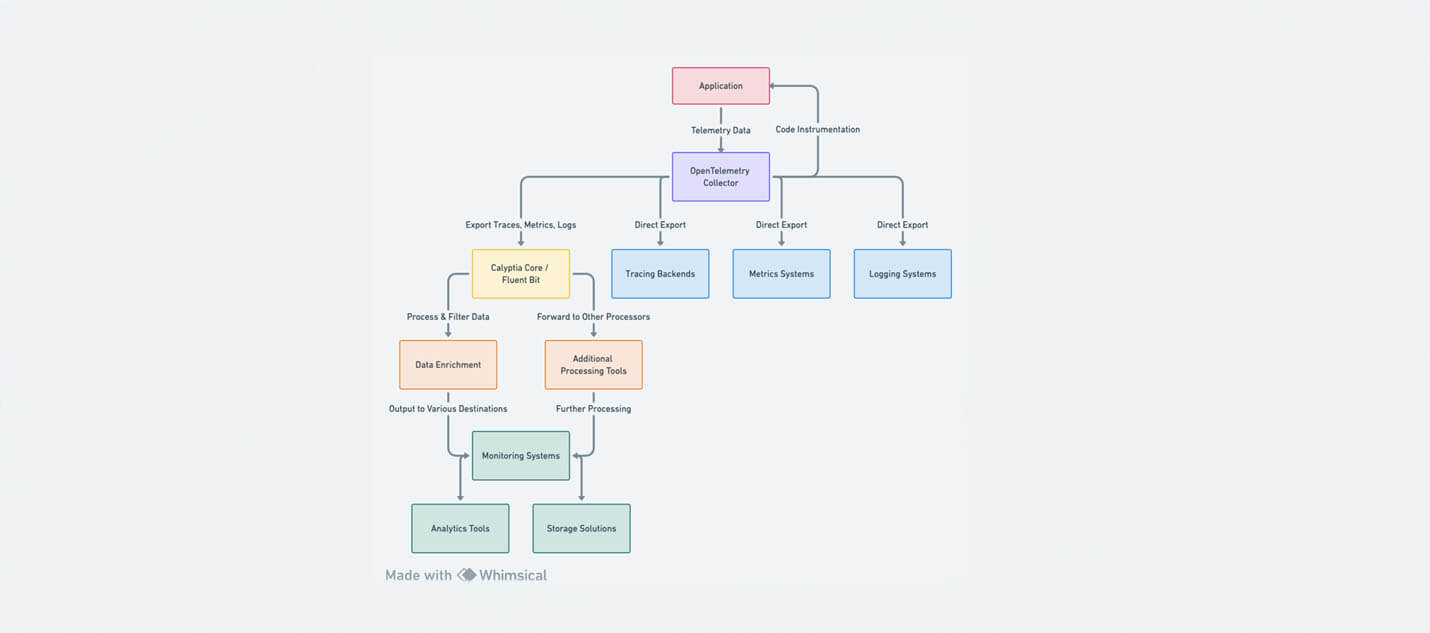 Application
Telemetry Data
Code Instrumentation
OpenTelemetry
Collector
Export Traces, Metrics, Logs
Direct Export
Direct Export
Direct Export
Calyptia Core /
Fluent Bit
Tracing Backends
Metrics Systems
Logging Systems
Process & Filter Data
Forward to Other Processors
Data Enrichment
Additional
Processing Tools
Output to Various Destinations
Further Processing
Monitoring Systems
Analytics Tools
Storage Solutions
Made with Whimsical